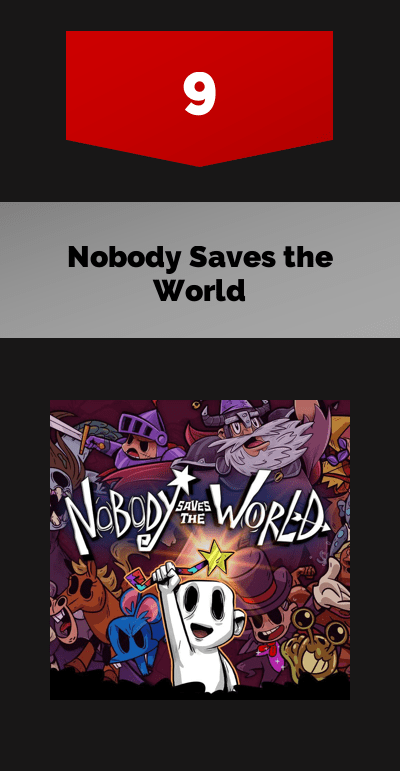 9
Nobody Saves the
World
NOBODY SAVES THE WORLD